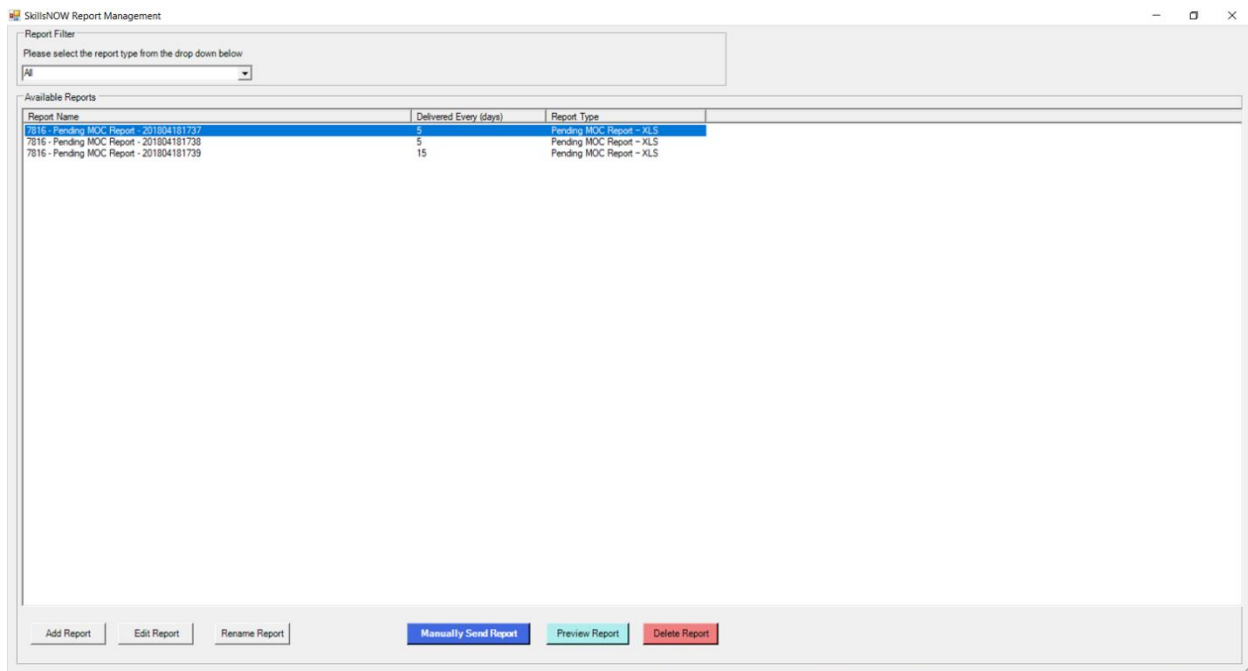 SkillsNOW Report Management
Report Filter
Please select the report type from the drop down below
All
Available Reports
Report Name Delivered Every (days) Report Type
7816 - Pending MOC Report - 201804181737 5 Pending MOC Report - XLS
7816 - Pending MOC Report - 201804181738 5 Pending MOC Report - XLS
7816 - Pending MOC Report - 201804181739 15 Pending MOC Report - XLS
Add Report Edit Report Rename Report Manually Send Report Preview Report Delete Report